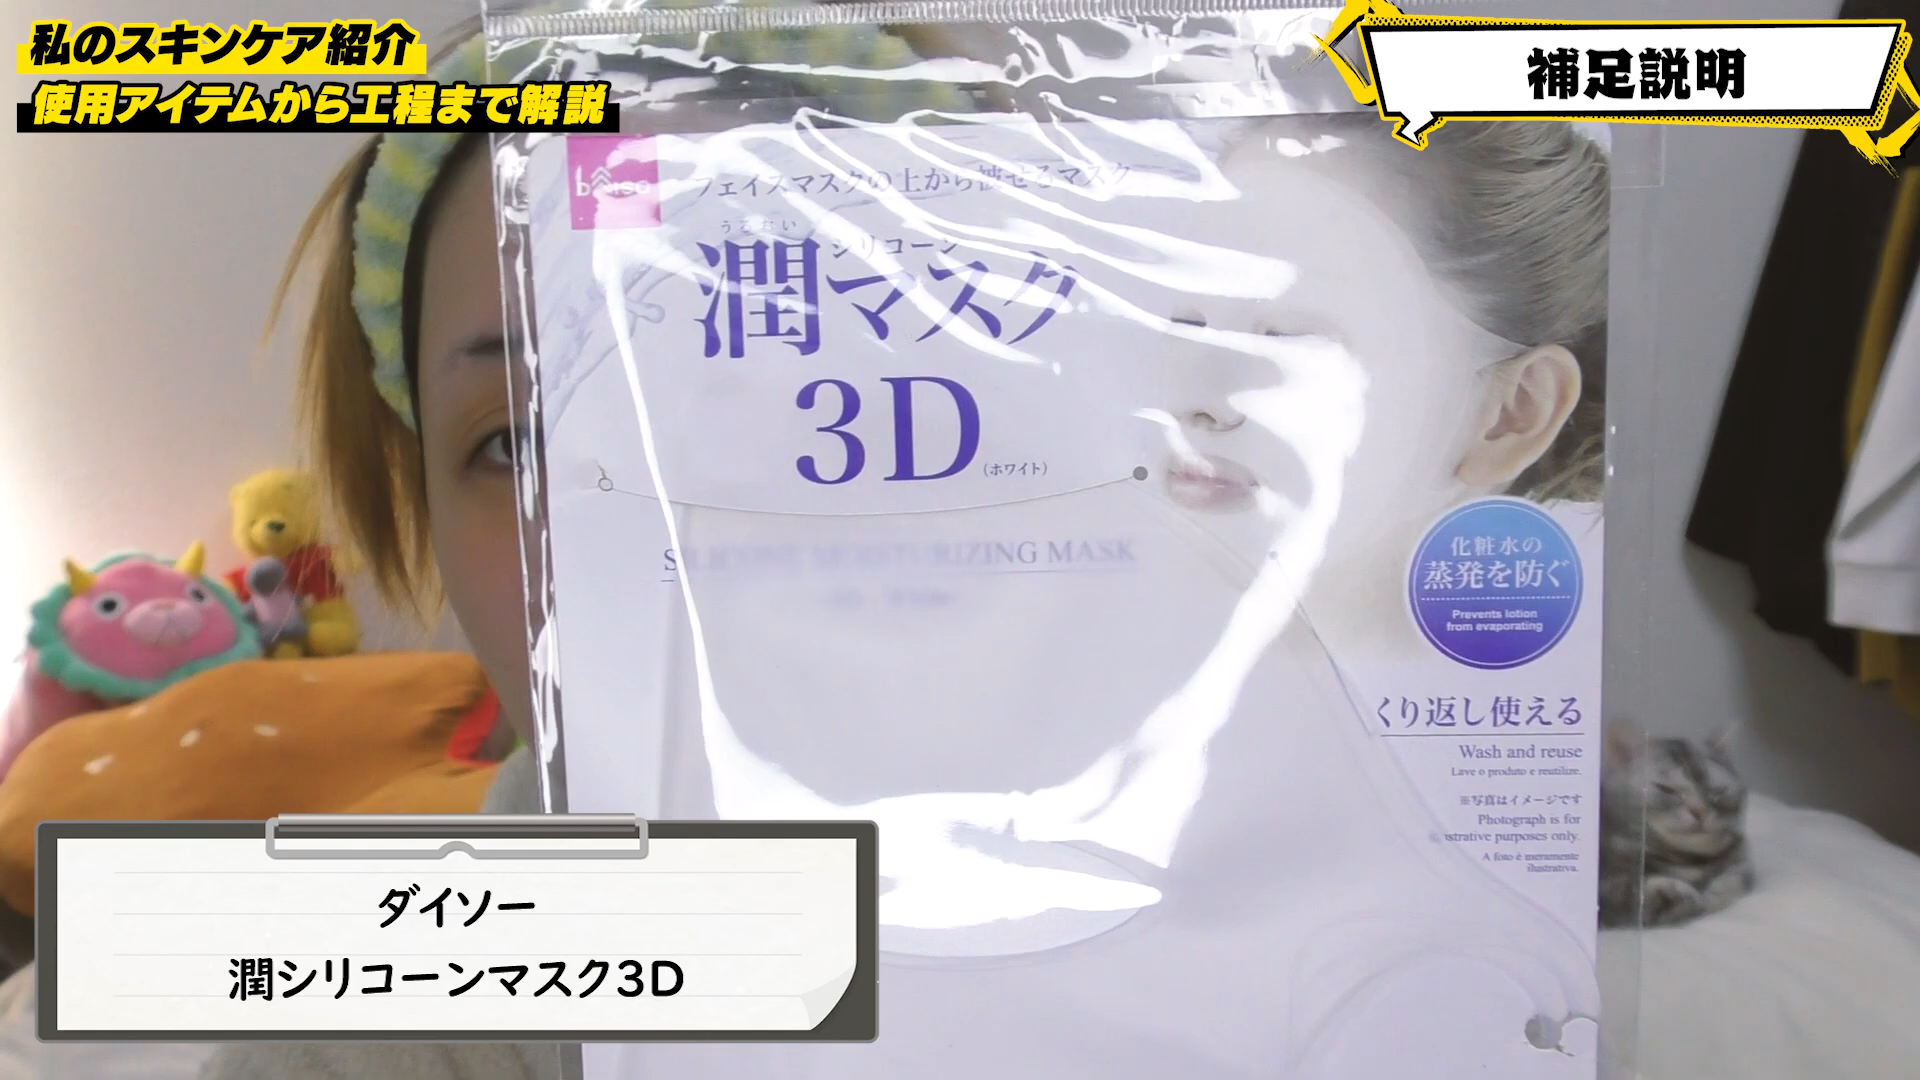 私のスキンケア紹介
使用アイテムから工程まで解説
補足説明
フェイスマスクの上から被せるマスク
うるおい シリコーン
潤マスク
3D
(ホワイト)
MOISTURIZING MASK
化粧水の
蒸発を防ぐ
Prevents lotion
from evaporating
くり返し使える
Wash and reuse
Lave o produto e reutilize.
※写真はイメージです
Photograph is for
purposes only.
A foto é meramente
ilustrativa.
ダイソー
潤シリコーンマスク3D